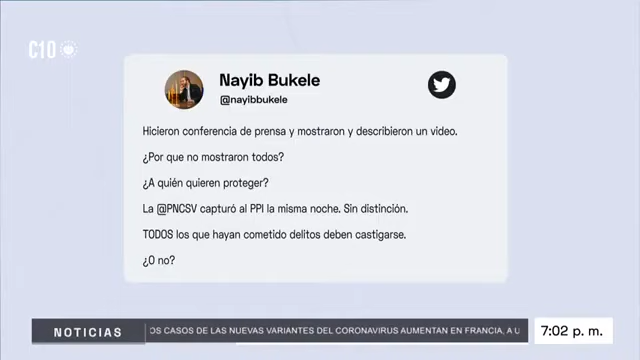 C10
Nayib Bukele
@nayibbukele
Hicieron conferencia de prensa y mostraron y describieron un video.
¿Por que no mostraron todos?
¿A quién quieren proteger?
La @PNCSV capturó al PPI la misma noche. Sin distinción.
TODOS los que hayan cometido delitos deben castigarse.
¿O no?
NOTICIAS
OS CASOS DE LAS NUEVAS VARIANTES DEL CORONAVIRUS AUMENTAN EN FRANCIA, A U
7:02 p. m.